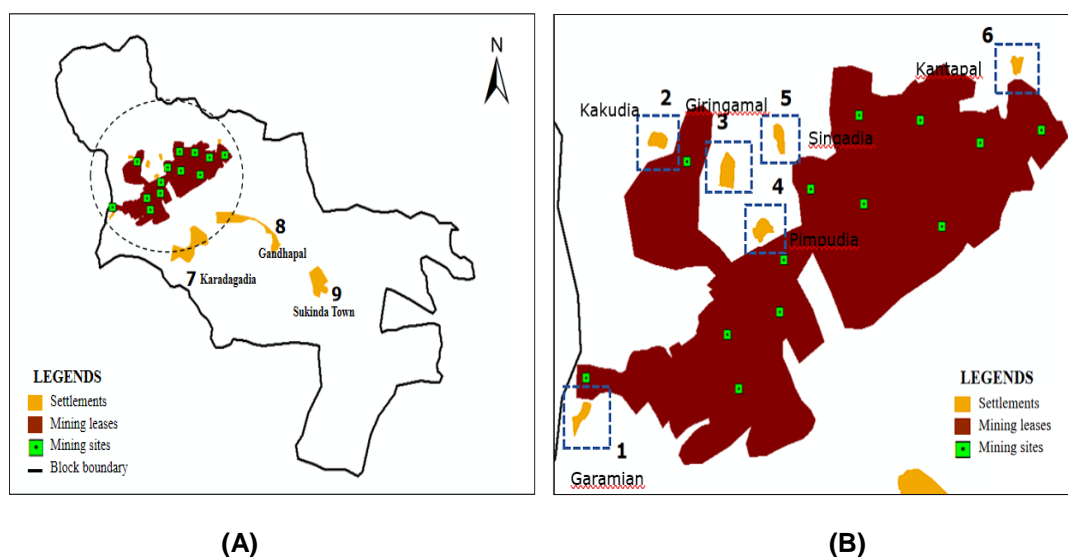 N
8
Gandhapal
7 Karadagadia
9
Sukinda Town
LEGENDS
Settlements
Mining leases
Mining sites
Block boundary
6
Kantapal
2
Giringamal
5
Kakudia
3
Singadia
4
Pimpudia
LEGENDS
Settlements
Mining leases
Mining sites
1
Garamian
(A)
(B)